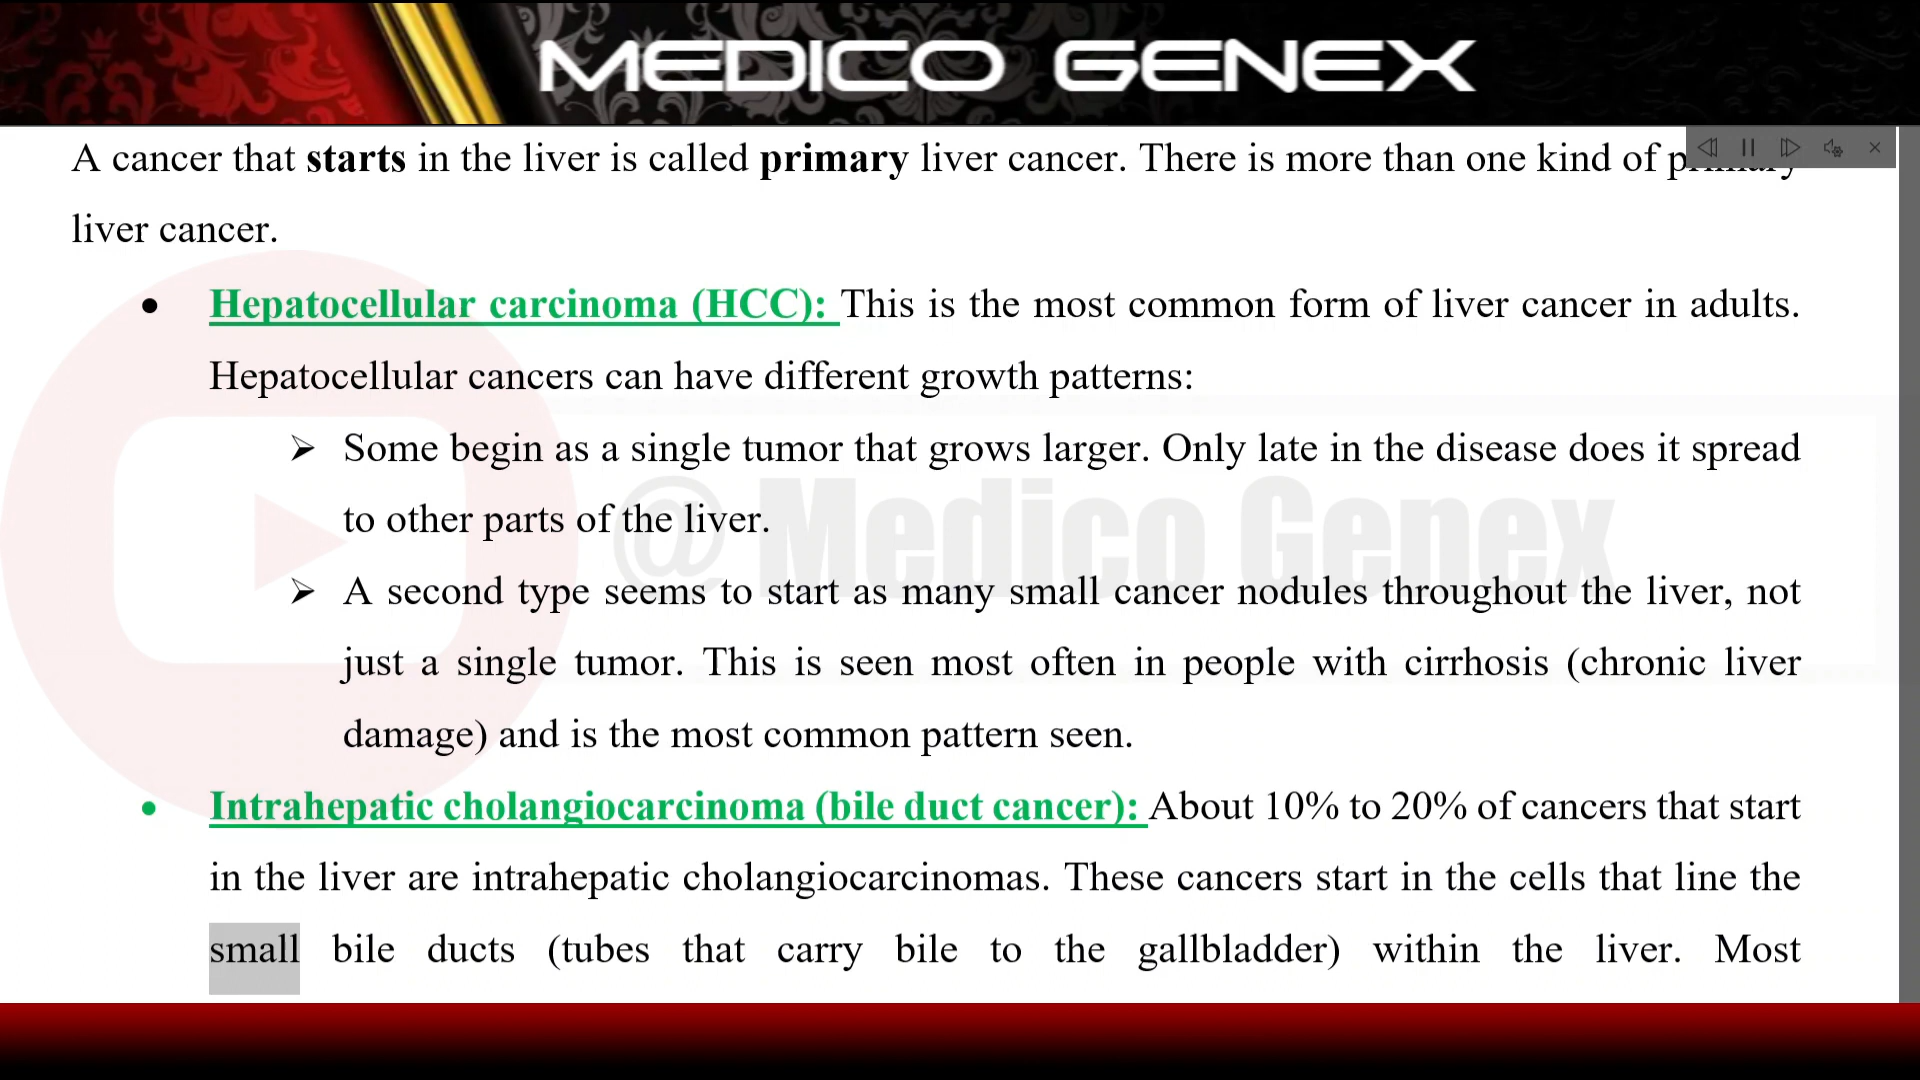 MEDICO GENEX
A cancer that starts in the liver is called primary liver cancer. There is more than one kind of primary
liver cancer.
• Hepatocellular carcinoma (HCC): This is the most common form of liver cancer in adults.
Hepatocellular cancers can have different growth patterns:
➢ Some begin as a single tumor that grows larger. Only late in the disease does it spread
to other parts of the liver.
@Medico Genex
➢ A second type seems to start as many small cancer nodules throughout the liver, not
just a single tumor. This is seen most often in people with cirrhosis (chronic liver
damage) and is the most common pattern seen.
• Intrahepatic cholangiocarcinoma (bile duct cancer): About 10% to 20% of cancers that start
in the liver are intrahepatic cholangiocarcinomas. These cancers start in the cells that line the
small bile ducts (tubes that carry bile to the gallbladder) within the liver. Most